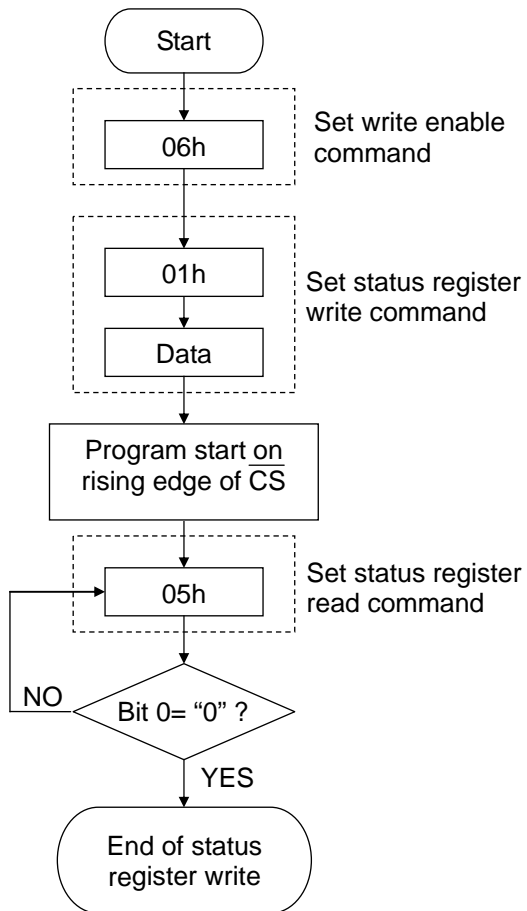 Start
06h
Set write enable
command
01h
Set status register
write command
Data
Program start on
rising edge of C̅S̅
05h
Set status register
read command
NO
Bit 0= “0” ?
YES
End of status
register write